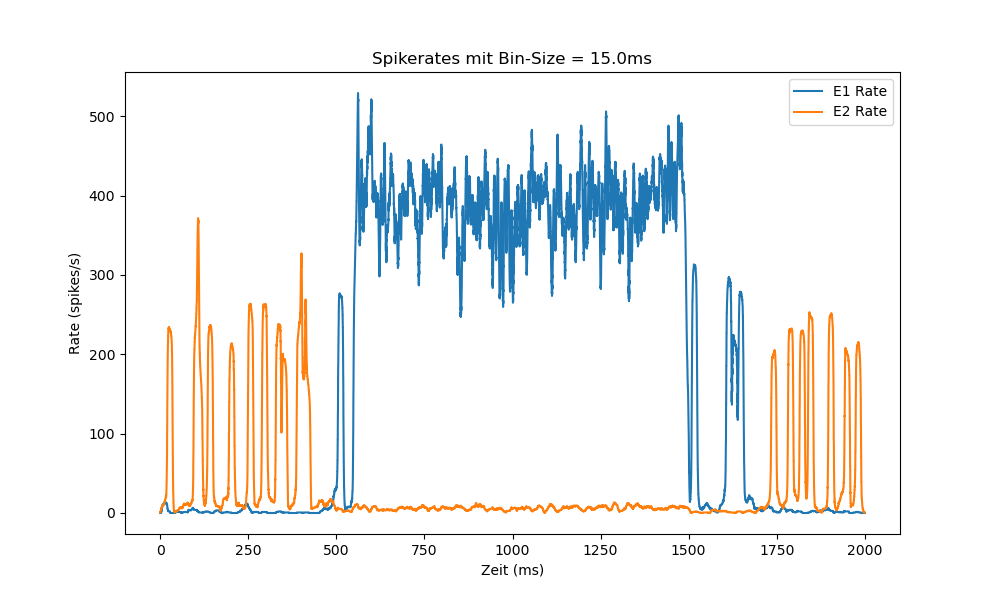 Spikerates mit Bin-Size = 15.0ms
E1 Rate
E2 Rate
500
400
300
200
100
0
Rate (spikes/s)
0 250 500 750 1000 1250 1500 1750 2000
Zeit (ms)